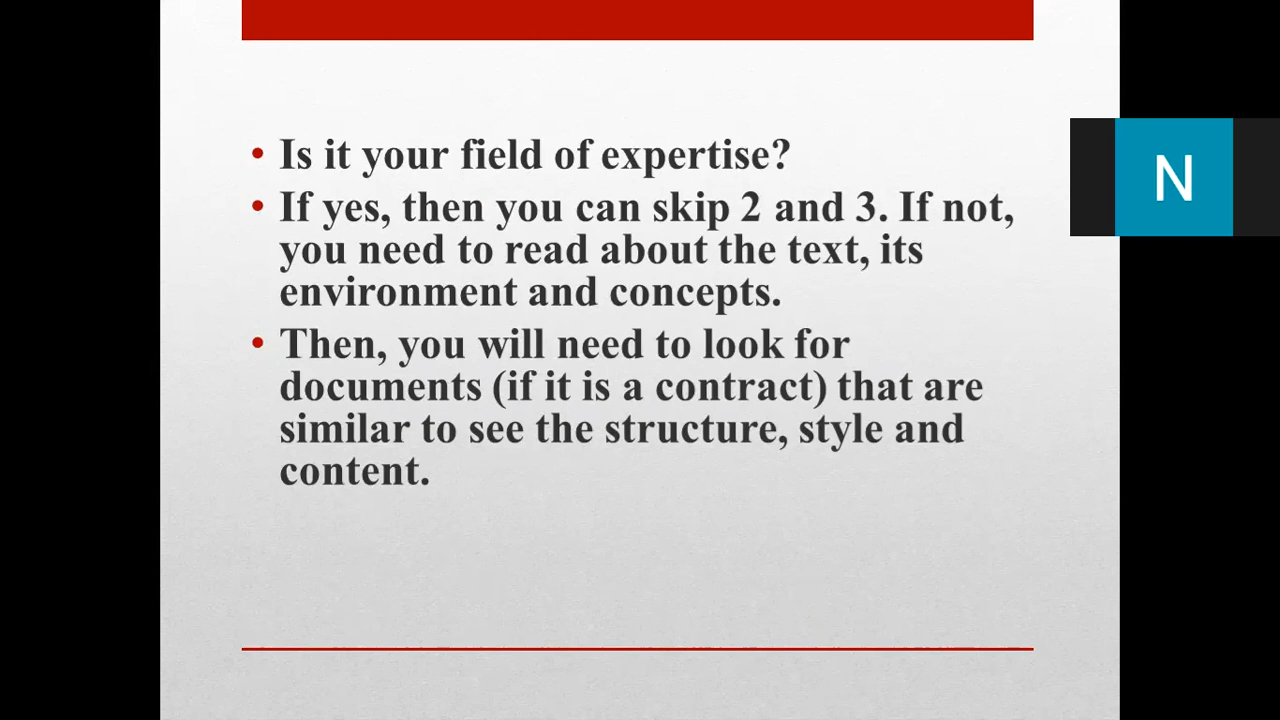 • Is it your field of expertise?
• If yes, then you can skip 2 and 3. If not,
you need to read about the text, its
environment and concepts.
• Then, you will need to look for
documents (if it is a contract) that are
similar to see the structure, style and
content.
N